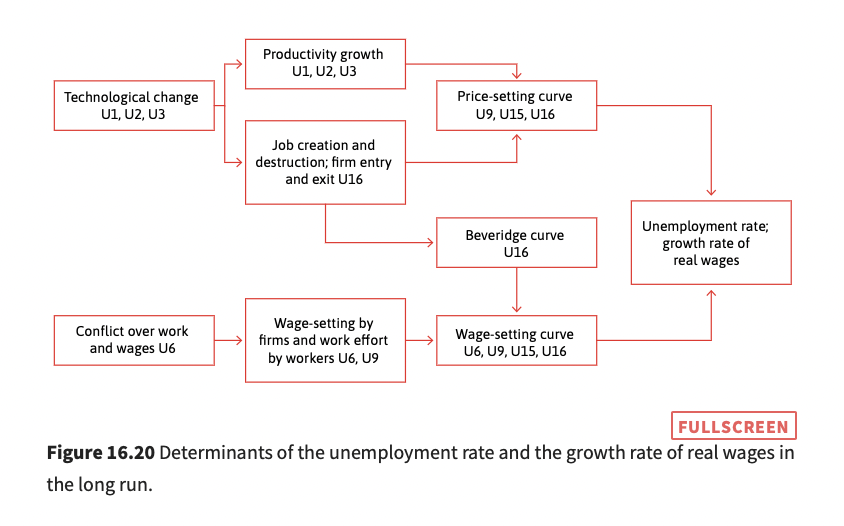 Productivity growth
U1, U2, U3
Technological change
U1, U2, U3
Price-setting curve
U9, U15, U16
Job creation and
destruction; firm entry
and exit U16
Unemployment rate;
growth rate of
real wages
Beveridge curve
U16
Conflict over work
and wages U6
Wage-setting by
firms and work effort
by workers U6, U9
Wage-setting curve
U6, U9, U15, U16
FULLSCREEN
Figure 16.20 Determinants of the unemployment rate and the growth rate of real wages in
the long run.